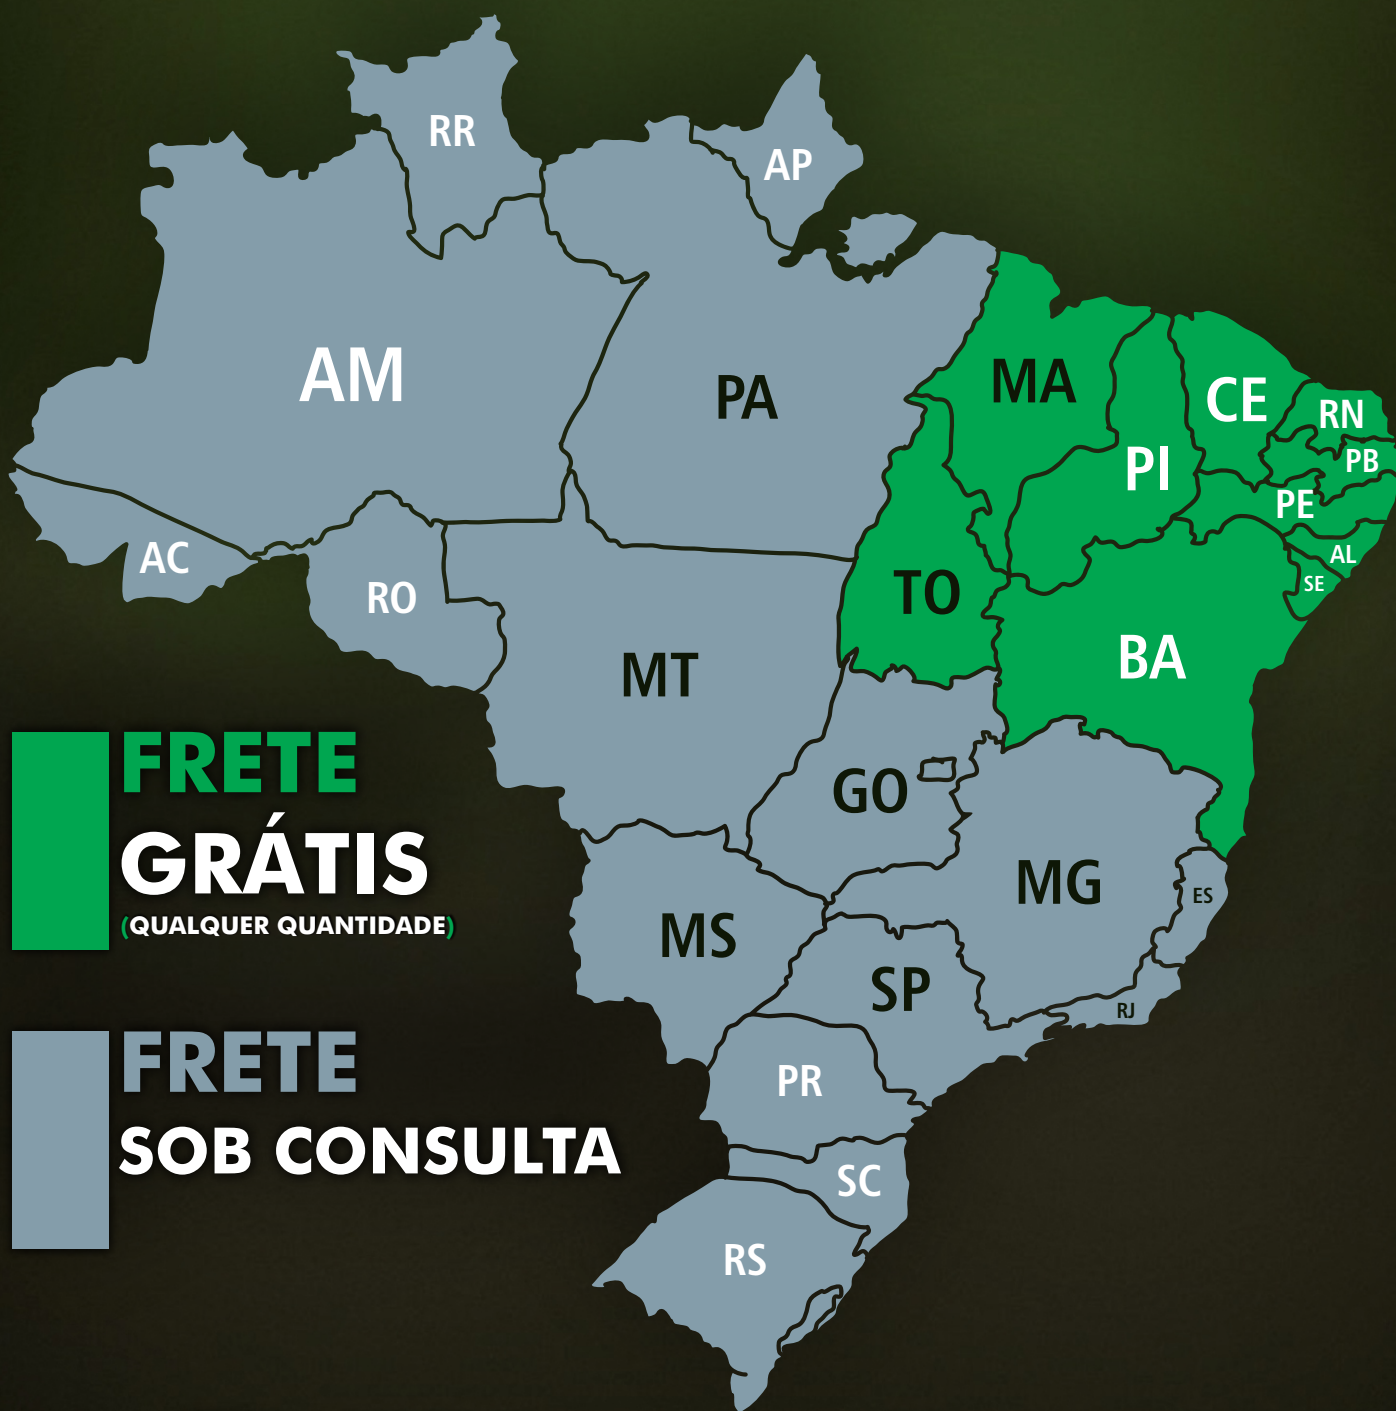 RR
AP
AM
PA
MA
CE
RN
PI
PB
PE
AL
AC
RO
TO
SE
BA
MT
FRETE
GRÁTIS
(QUALQUER QUANTIDADE)
GO
MG
ES
MS
SP
RJ
FRETE
SOB CONSULTA
PR
SC
RS